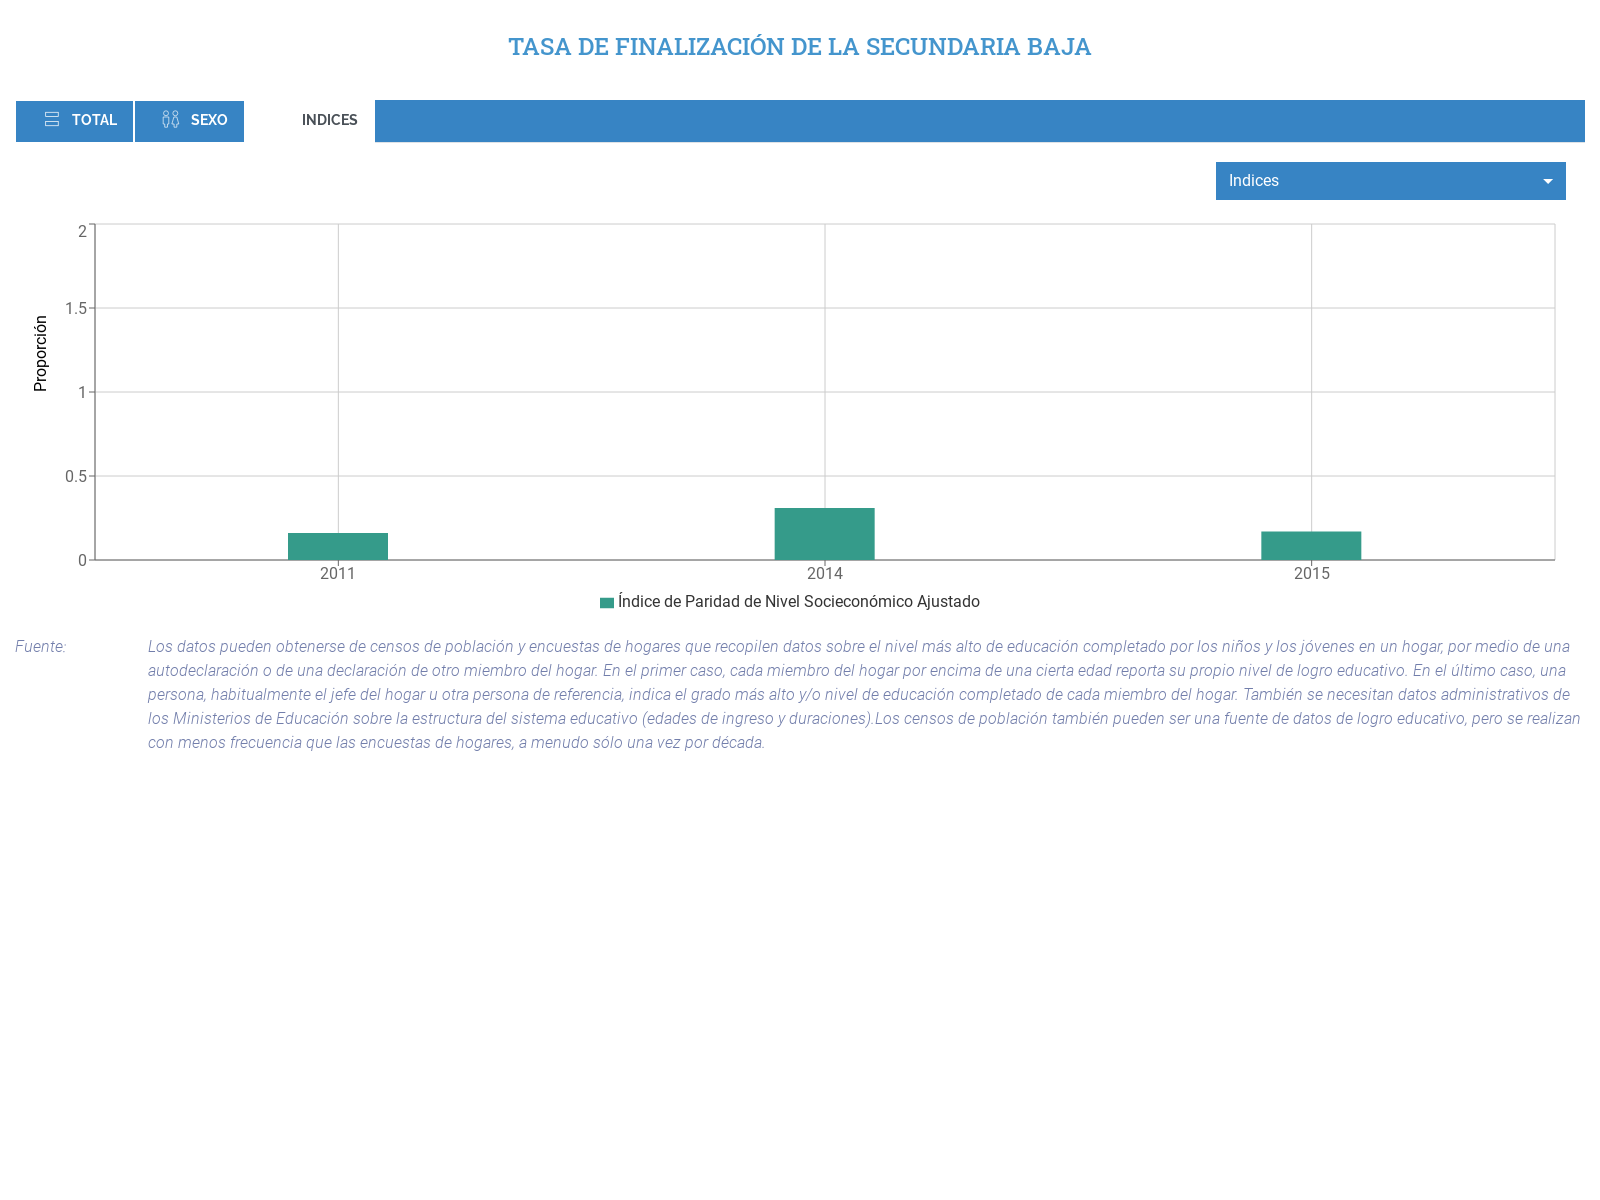 TASA DE FINALIZACIÓN DE LA SECUNDARIA BAJA
TOTAL SEXO INDICES
Indices
2
1.5
1
0.5
0
Proporción
2011 2014 2015
Índice de Paridad de Nivel Socieconómico Ajustado
Fuente: Los datos pueden obtenerse de censos de población y encuestas de hogares que recopilen datos sobre el nivel más alto de educación completado por los niños y los jóvenes en un hogar, por medio de una
autodeclaración o de una declaración de otro miembro del hogar. En el primer caso, cada miembro del hogar por encima de una cierta edad reporta su propio nivel de logro educativo. En el último caso, una
persona, habitualmente el jefe del hogar u otra persona de referencia, indica el grado más alto y/o nivel de educación completado de cada miembro del hogar. También se necesitan datos administrativos de
los Ministerios de Educación sobre la estructura del sistema educativo (edades de ingreso y duraciones).Los censos de población también pueden ser una fuente de datos de logro educativo, pero se realizan
con menos frecuencia que las encuestas de hogares, a menudo sólo una vez por década.